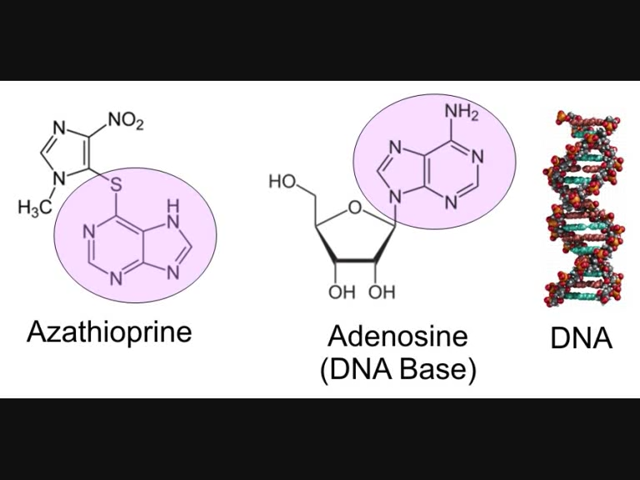 N
NO₂
N
H₃C
S
H
N
N
N
N
Azathioprine
NH₂
N
N
N
N
HO
O
OH OH
Adenosine
(DNA Base)
DNA